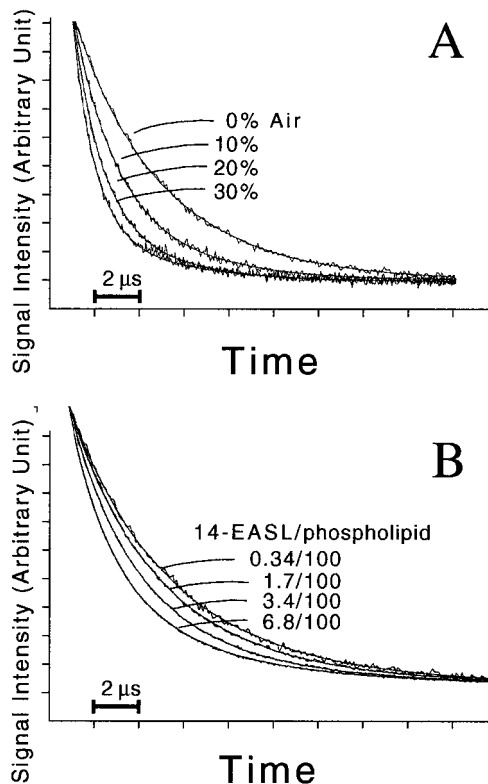 A
Signal Intensity (Arbitrary Unit)
0% Air
10%
20%
30%
2 μs
Time
B
Signal Intensity (Arbitrary Unit)
14-EASL/phospholipid
0.34/100
1.7/100
3.4/100
6.8/100
2 μs
Time